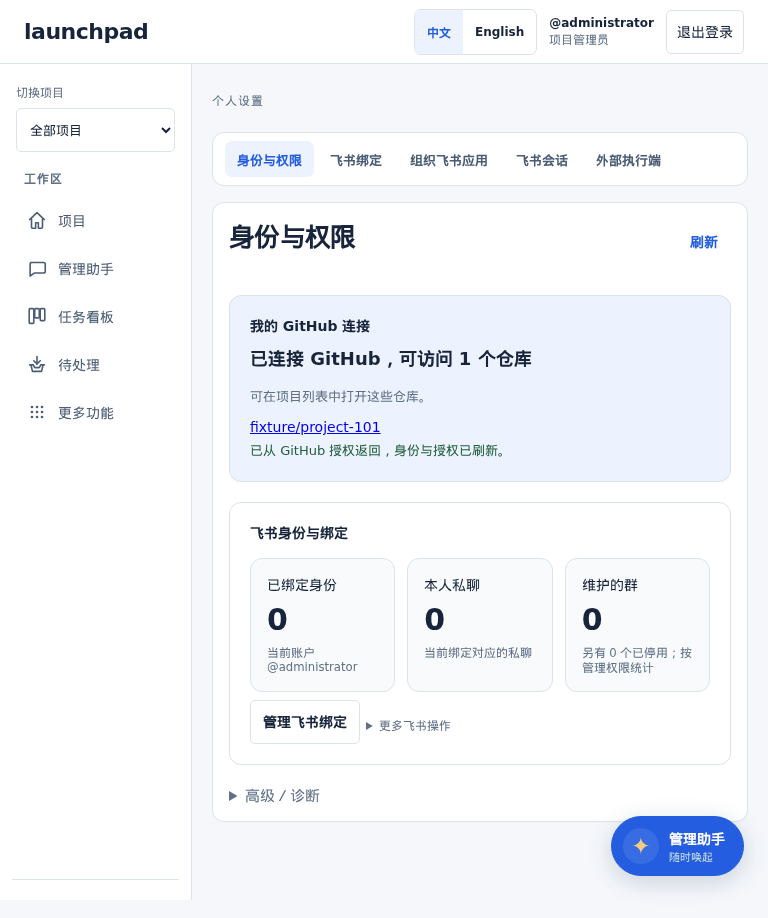 launchpad
中文
English
@administrator
项目管理员
退出登录
切换项目
全部项目
工作区
项目
管理助手
任务看板
待处理
更多功能
个人设置
身份与权限
飞书绑定
组织飞书应用
飞书会话
外部执行端
身份与权限
刷新
我的 GitHub 连接
已连接 GitHub，可访问 1 个仓库
可在项目列表中打开这些仓库。
fixture/project-101
已从 GitHub 授权返回，身份与授权已刷新。
飞书身份与绑定
已绑定身份
0
当前账户
@administrator
本人私聊
0
当前绑定对应的私聊
维护的群
0
另有 0 个已停用；按
管理权限统计
管理飞书绑定
更多飞书操作
高级 / 诊断
管理助手
随时唤起